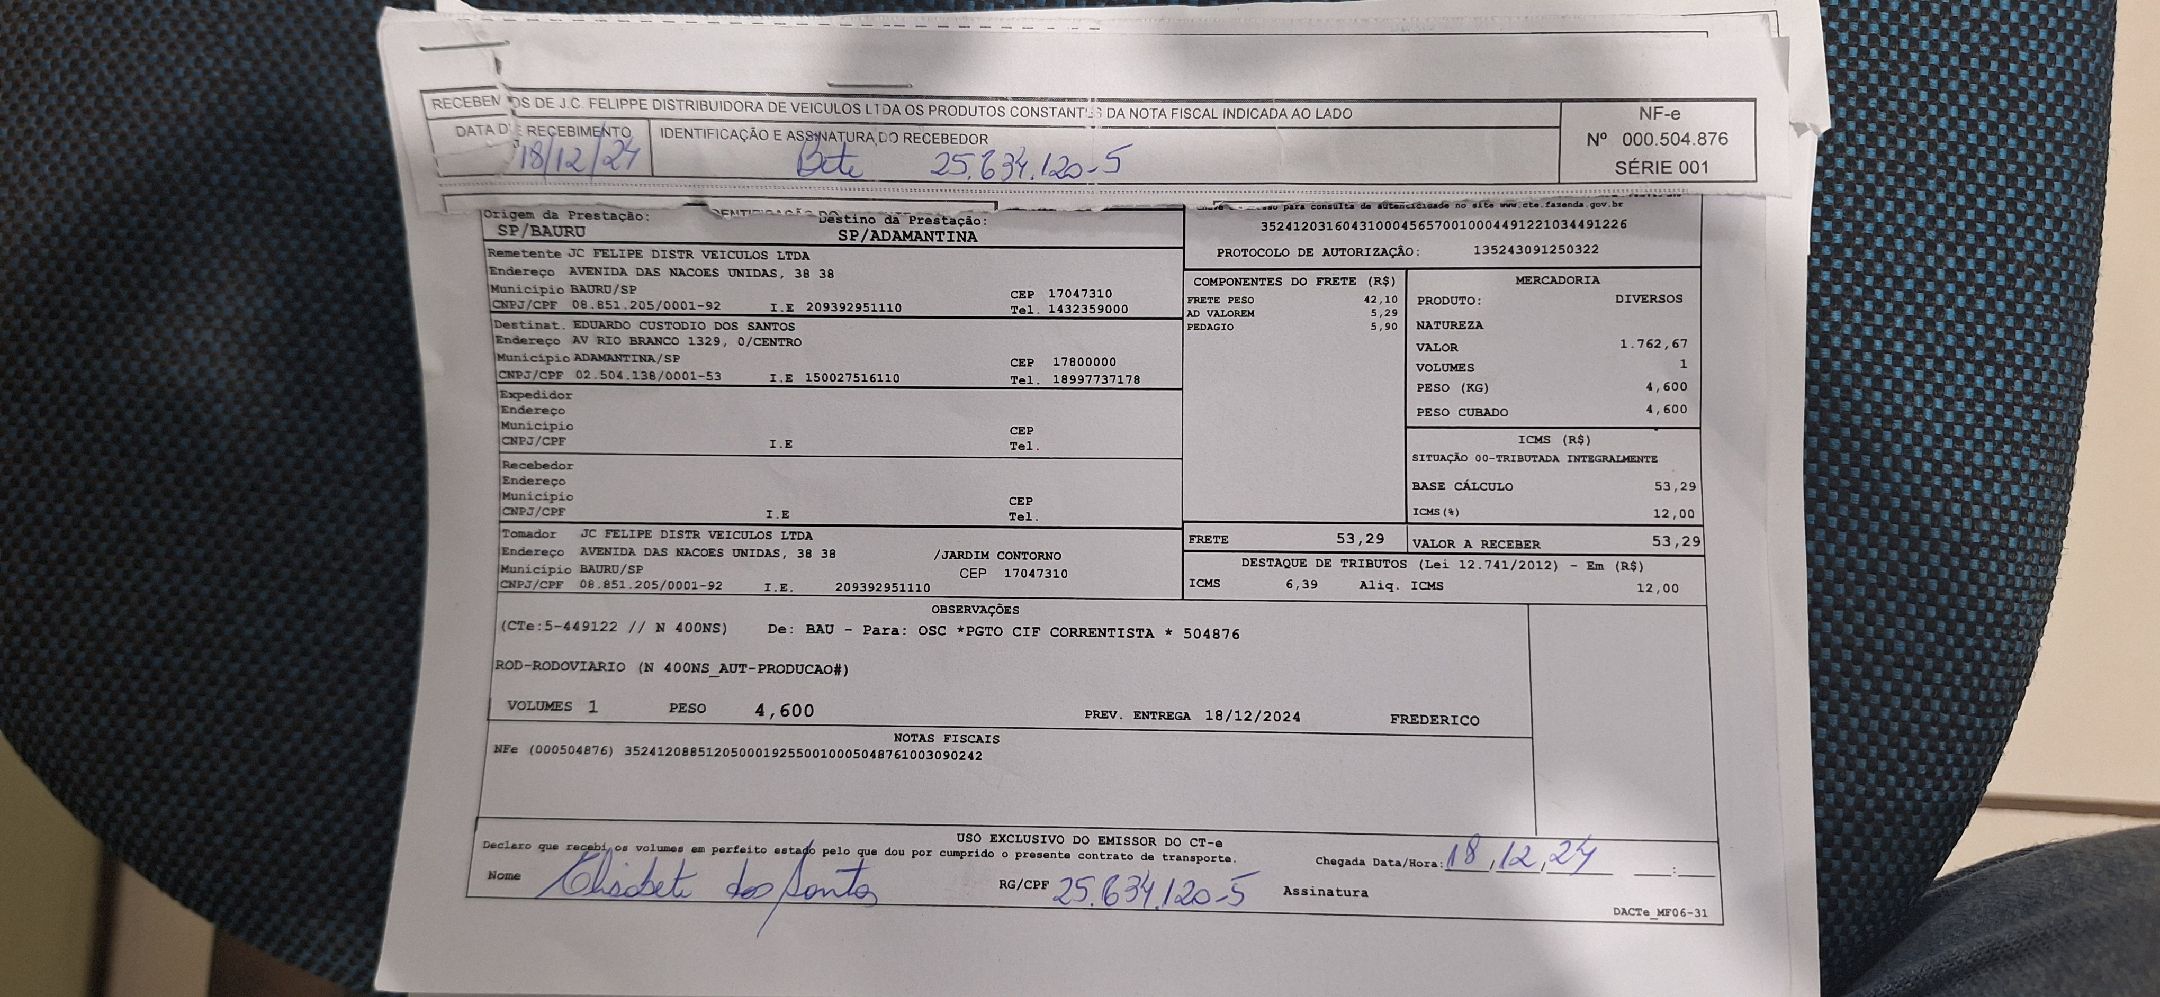 RECEBEMOS DE J.C. FELIPPE DISTRIBUIDORA DE VEICULOS LTDA OS PRODUTOS CONSTANTES DA NOTA FISCAL INDICADA AO LADO
NF-e
Nº 000.504.876
SÉRIE 001
DATA DE RECEBIMENTO
18/12/24
IDENTIFICAÇÃO E ASSINATURA DO RECEBEDOR
Bete 25.634.120-5
Origem da Prestação:
SP/BAURU
Destino da Prestação:
SP/ADAMANTINA
para consulta de autencicidade no site www.cte.fazenda.gov.br
35241203160431000456570010004491221034491226
PROTOCOLO DE AUTORIZAÇÃO: 135243091250322
Remetente JC FELIPE DISTR VEICULOS LTDA
Endereço AVENIDA DAS NACOES UNIDAS, 38 38
Municipio BAURU/SP CEP 17047310
CNPJ/CPF 08.851.205/0001-92 I.E 209392951110 Tel. 1432359000
Destinat. EDUARDO CUSTODIO DOS SANTOS
Endereço AV RIO BRANCO 1329, 0/CENTRO
Municipio ADAMANTINA/SP CEP 17800000
CNPJ/CPF 02.504.138/0001-53 I.E 150027516110 Tel. 18997737178
Expedidor
Endereço
Municipio CEP
CNPJ/CPF I.E Tel.
Recebedor
Endereço
Municipio CEP
CNPJ/CPF I.E Tel.
Tomador JC FELIPE DISTR VEICULOS LTDA
Endereço AVENIDA DAS NACOES UNIDAS, 38 38 /JARDIM CONTORNO
Municipio BAURU/SP CEP 17047310
CNPJ/CPF 08.851.205/0001-92 I.E. 209392951110
COMPONENTES DO FRETE (R$)
FRETE PESO 42,10
AD VALOREM 5,29
PEDAGIO 5,90
MERCADORIA
PRODUTO: DIVERSOS
NATUREZA
VALOR 1.762,67
VOLUMES 1
PESO (KG) 4,600
PESO CUBADO 4,600
ICMS (R$)
SITUAÇÃO 00-TRIBUTADA INTEGRALMENTE
BASE CÁLCULO 53,29
ICMS(%) 12,00
FRETE 53,29
VALOR A RECEBER 53,29
DESTAQUE DE TRIBUTOS (Lei 12.741/2012) - Em (R$)
ICMS 6,39 Aliq. ICMS 12,00
OBSERVAÇÕES
(CTe:5-449122 // N 400NS) De: BAU - Para: OSC *PGTO CIF CORRENTISTA * 504876
ROD-RODOVIARIO (N 400NS_AUT-PRODUCAO#)
VOLUMES 1 PESO 4,600 PREV. ENTREGA 18/12/2024 FREDERICO
NOTAS FISCAIS
NFe (000504876) 35241208851205000192550010005048761003090242
USO EXCLUSIVO DO EMISSOR DO CT-e
Declaro que recebi os volumes em perfeito estado pelo que dou por cumprido o presente contrato de transporte.
Chegada Data/Hora: 18,12,24 __:__
Nome Elisabete dos Santos RG/CPF 25.634.120-5 Assinatura
DACTe_MF06-31